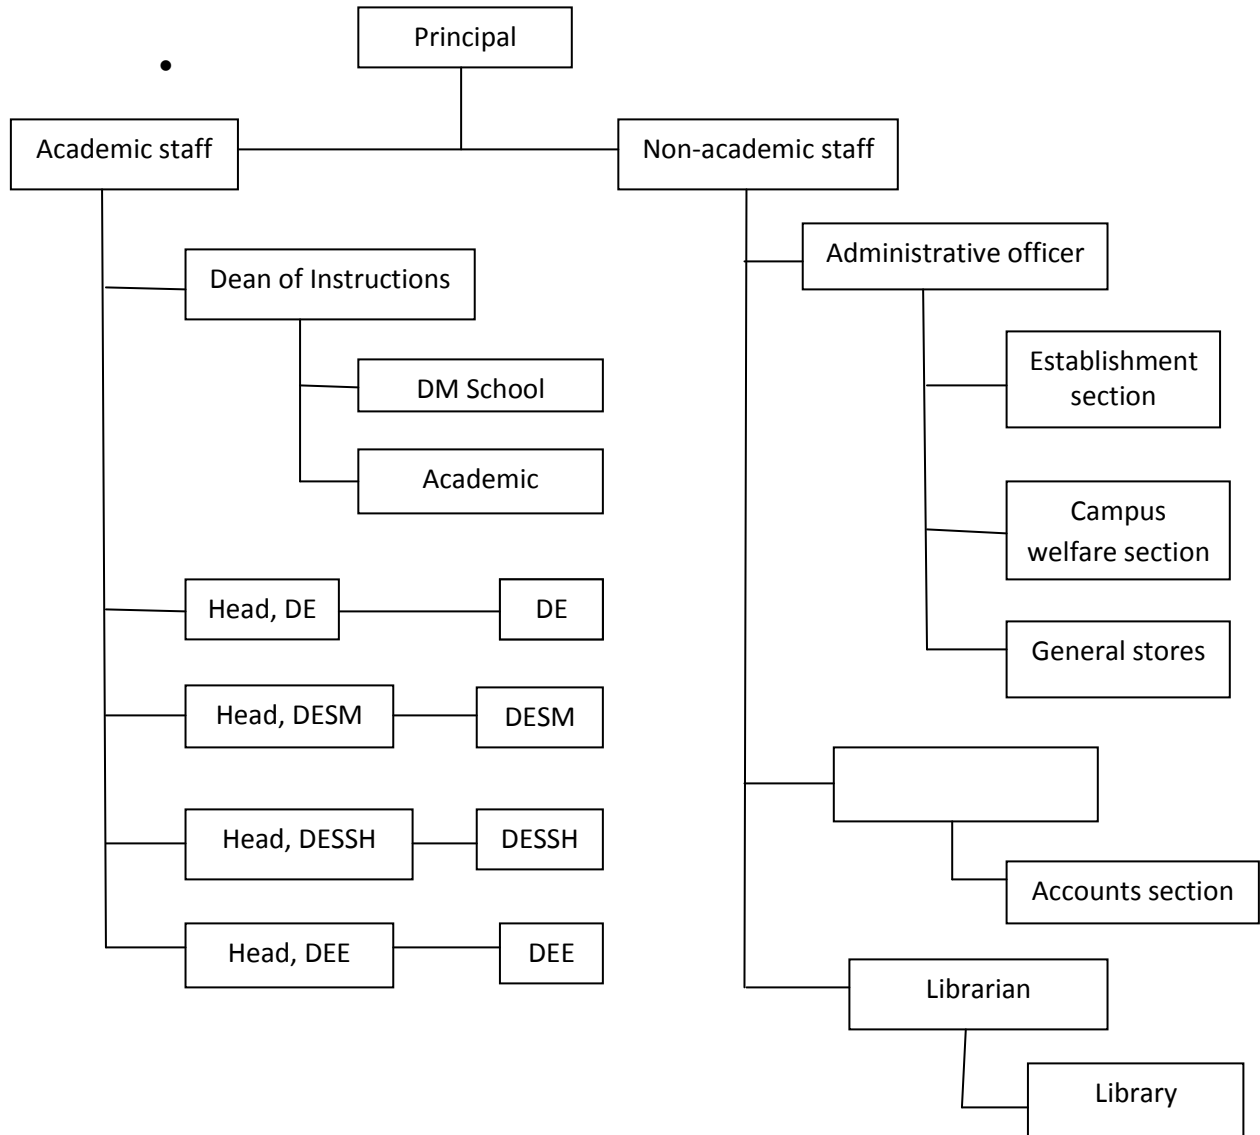 Principal
Academic staff
Non-academic staff
Dean of Instructions
DM School
Academic
Head, DE
DE
Head, DESM
DESM
Head, DESSH
DESSH
Head, DEE
DEE
Administrative officer
Establishment
section
Campus
welfare section
General stores
Accounts section
Librarian
Library